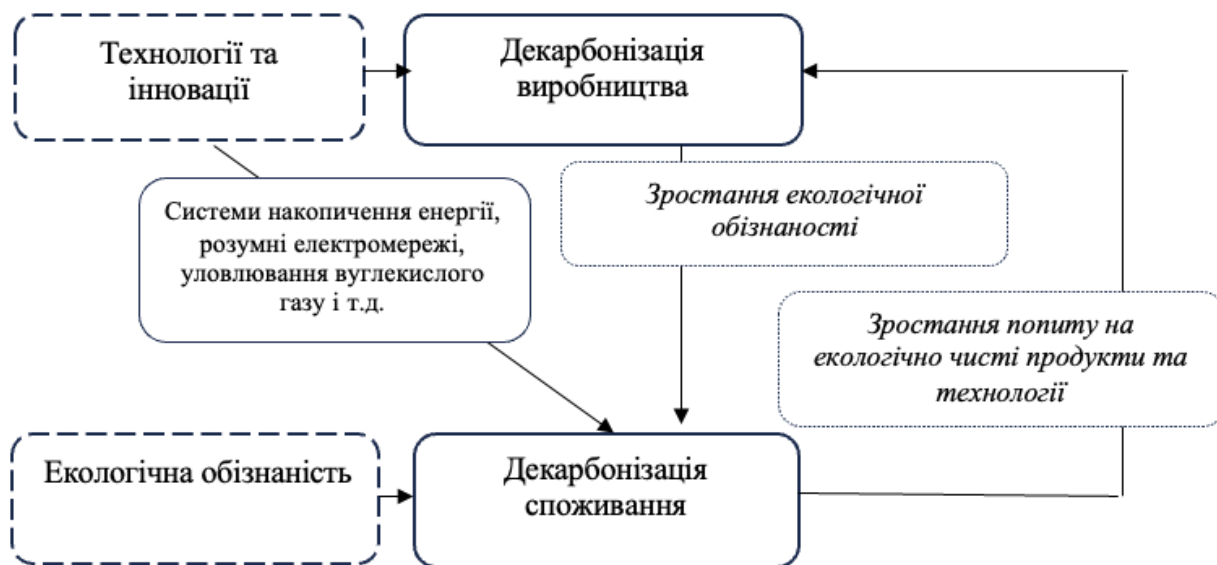 Технології та
інновації
Декарбонізація
виробництва
Системи накопичення енергії,
розумні електромережі,
уловлювання вуглекислого
газу і т.д.
Зростання екологічної
обізнаності
Зростання попиту на
екологічно чисті продукти та
технології
Екологічна обізнаність
Декарбонізація
споживання